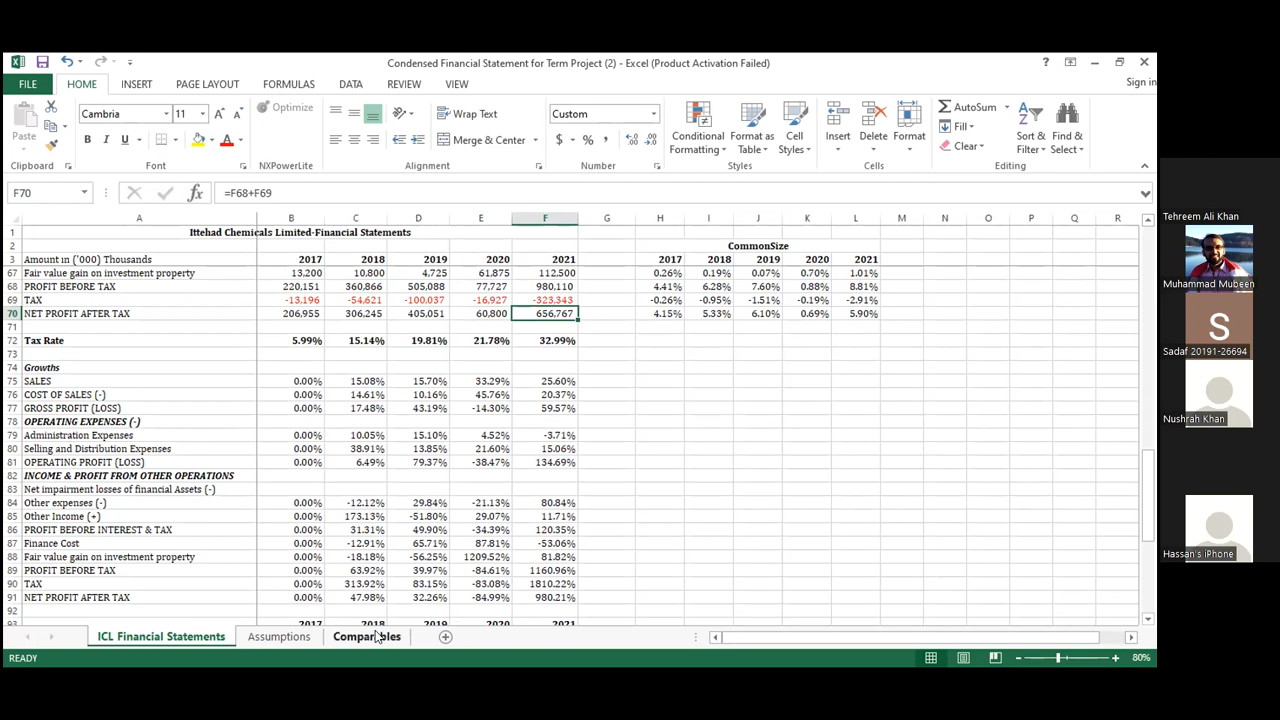 Condensed Financial Statement for Term Project (2) - Excel (Product Activation Failed)
?
FILE HOME INSERT PAGE LAYOUT FORMULAS DATA REVIEW VIEW Sign in
Paste Cambria 11 A A Optimize Wrap Text Custom Conditional Formatting Format as Table Cell Styles Insert Delete Format AutoSum Sort & Filter Find & Select
B I U A Merge & Center $ % , Fill
Clear
Clipboard Font NXPowerLite Alignment Number Styles Cells Editing
F70 fx =F68+F69
A B C D E F G H I J K L M N O P Q R
1 Ittehad Chemicals Limited-Financial Statements
2 CommonSize
3 Amount in ('000) Thousands 2017 2018 2019 2020 2021 2017 2018 2019 2020 2021
67 Fair value gain on investment property 13,200 10,800 4,725 61,875 112,500 0.26% 0.19% 0.07% 0.70% 1.01%
68 PROFIT BEFORE TAX 220,151 360,866 505,088 77,727 980,110 4.41% 6.28% 7.60% 0.88% 8.81%
69 TAX -13,196 -54,621 -100,037 -16,927 -323,343 -0.26% -0.95% -1.51% -0.19% -2.91%
70 NET PROFIT AFTER TAX 206,955 306,245 405,051 60,800 656,767 4.15% 5.33% 6.10% 0.69% 5.90%
71
72 Tax Rate 5.99% 15.14% 19.81% 21.78% 32.99%
73
74 Growths
75 SALES 0.00% 15.08% 15.70% 33.29% 25.60%
76 COST OF SALES (-) 0.00% 14.61% 10.16% 45.76% 20.37%
77 GROSS PROFIT (LOSS) 0.00% 17.48% 43.19% -14.30% 59.57%
78 OPERATING EXPENSES (-)
79 Administration Expenses 0.00% 10.05% 15.10% 4.52% -3.71%
80 Selling and Distribution Expenses 0.00% 38.91% 13.85% 21.60% 15.06%
81 OPERATING PROFIT (LOSS) 0.00% 6.49% 79.37% -38.47% 134.69%
82 INCOME & PROFIT FROM OTHER OPERATIONS
83 Net impairment losses of financial Assets (-)
84 Other expenses (-) 0.00% -12.12% 29.84% -21.13% 80.84%
85 Other Income (+) 0.00% 173.13% -51.80% 29.07% 11.71%
86 PROFIT BEFORE INTEREST & TAX 0.00% 31.31% 49.90% -34.39% 120.35%
87 Finance Cost 0.00% -12.91% 65.71% 87.81% -53.06%
88 Fair value gain on investment property 0.00% -18.18% -56.25% 1209.52% 81.82%
89 PROFIT BEFORE TAX 0.00% 63.92% 39.97% -84.61% 1160.96%
90 TAX 0.00% 313.92% 83.15% -83.08% 1810.22%
91 NET PROFIT AFTER TAX 0.00% 47.98% 32.26% -84.99% 980.21%
92
93 2017 2018 2019 2020 2021
ICL Financial Statements Assumptions Comparables
READY 80%
Tehreem Ali Khan
Muhammad Mubeen
S
Sadaf 20191-26694
Nushrah Khan
Hassan's iPhone